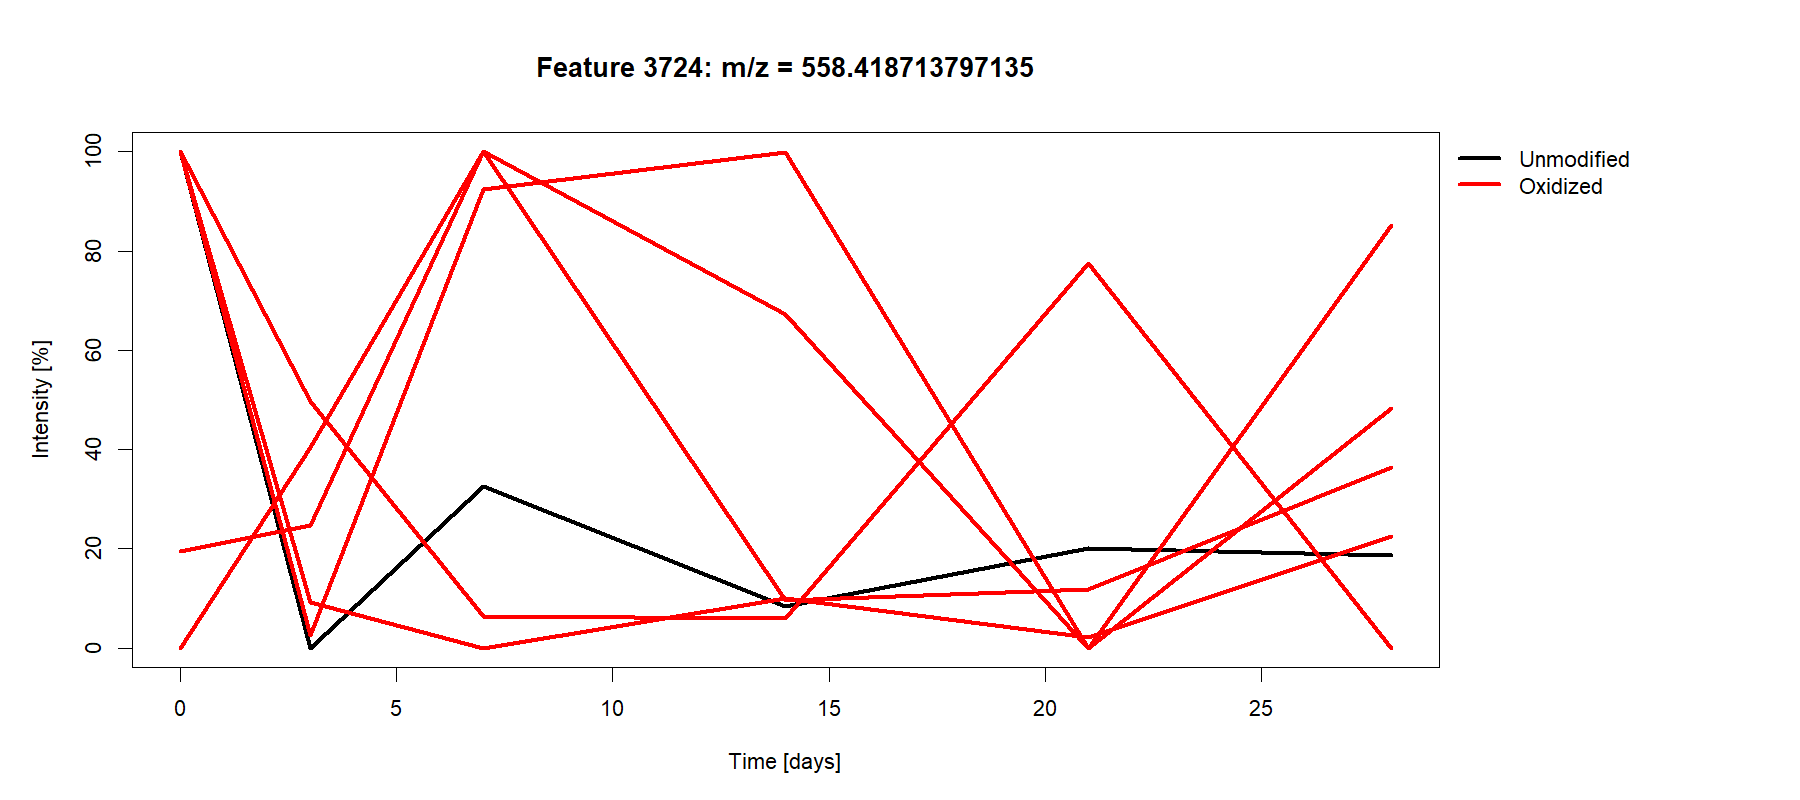 Feature 3724: m/z = 558.418713797135
Unmodified
Oxidized
Intensity [%]
100
80
60
40
20
0
0 5 10 15 20 25
Time [days]